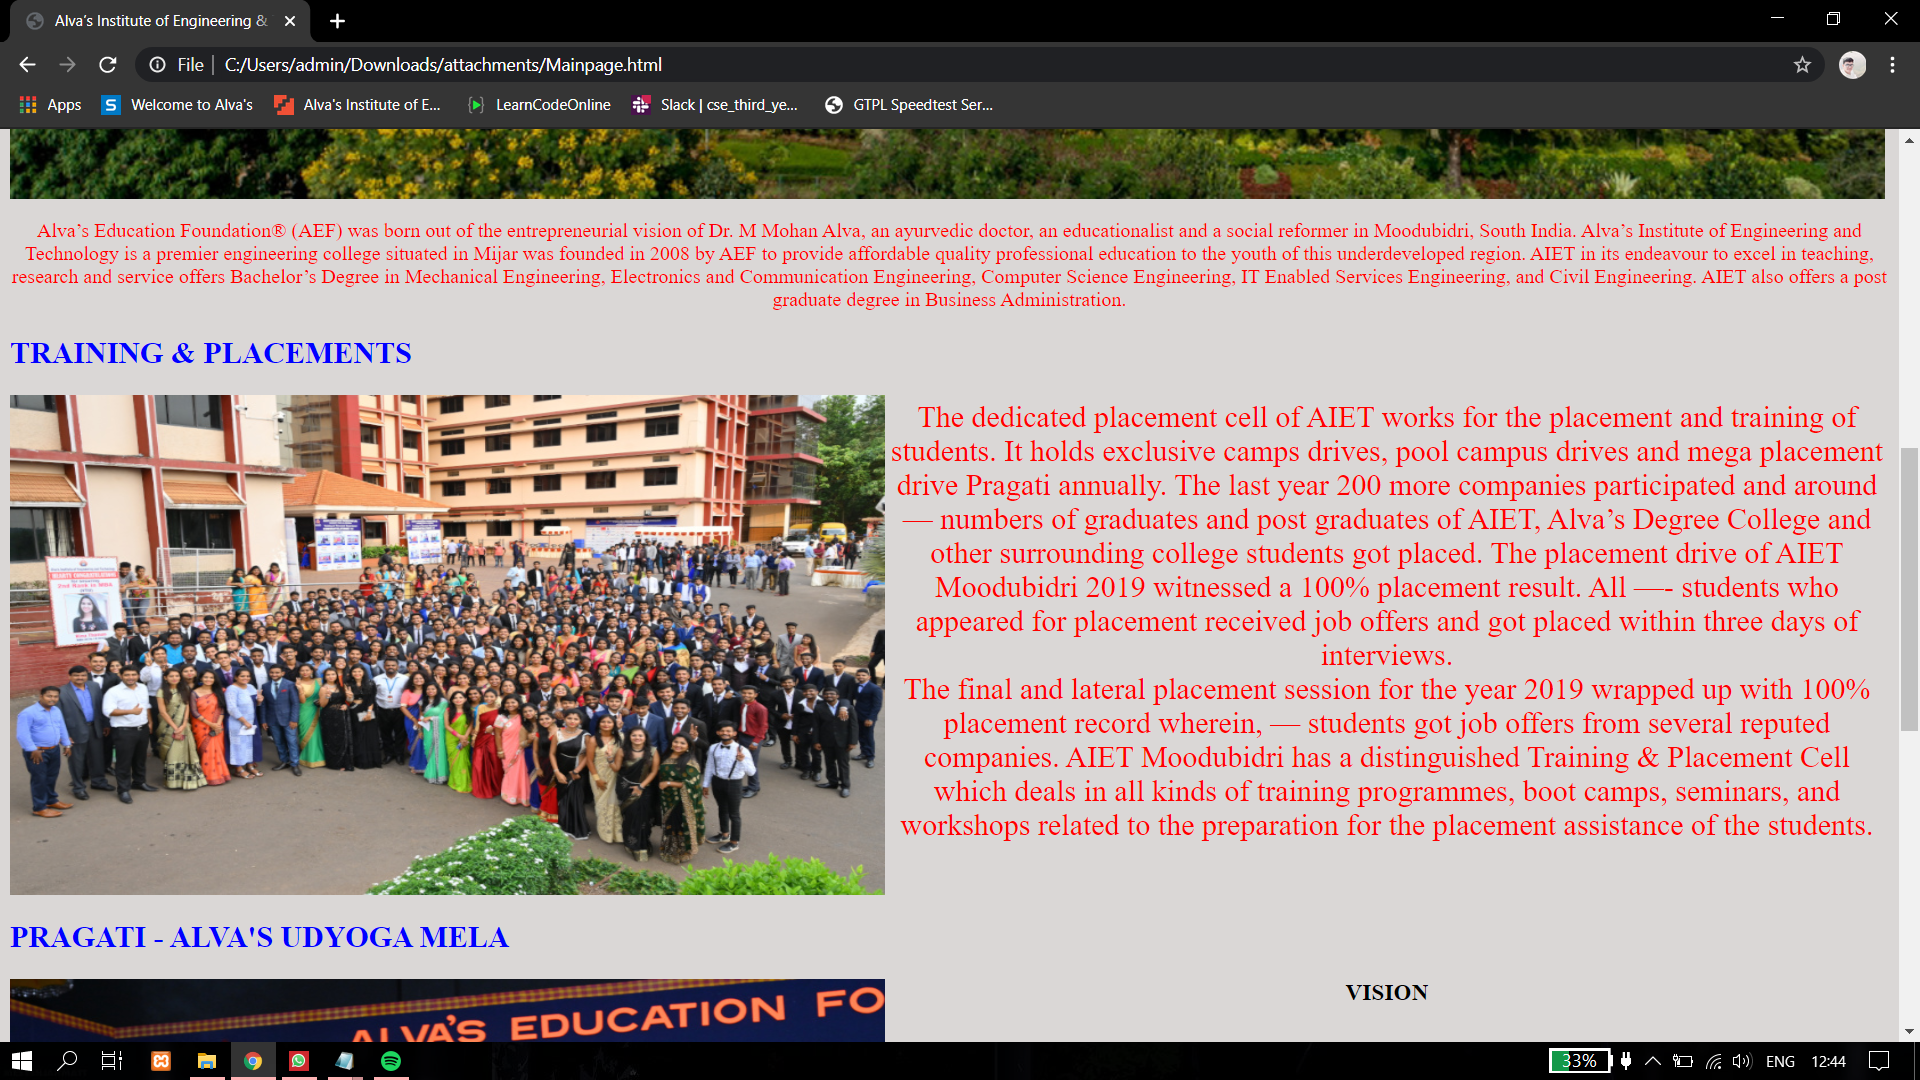 Alva's Institute of Engineering &
File
C:/Users/admin/Downloads/attachments/Mainpage.html
Apps
Welcome to Alva's
Alva's Institute of E...
LearnCodeOnline
Slack | cse_third_ye...
GTPL Speedtest Ser...
Alva’s Education Foundation® (AEF) was born out of the entrepreneurial vision of Dr. M Mohan Alva, an ayurvedic doctor, an educationalist and a social reformer in Moodubidri, South India. Alva’s Institute of Engineering and
Technology is a premier engineering college situated in Mijar was founded in 2008 by AEF to provide affordable quality professional education to the youth of this underdeveloped region. AIET in its endeavour to excel in teaching,
research and service offers Bachelor’s Degree in Mechanical Engineering, Electronics and Communication Engineering, Computer Science Engineering, IT Enabled Services Engineering, and Civil Engineering. AIET also offers a post
graduate degree in Business Administration.
TRAINING & PLACEMENTS
The dedicated placement cell of AIET works for the placement and training of
students. It holds exclusive camps drives, pool campus drives and mega placement
drive Pragati annually. The last year 200 more companies participated and around
— numbers of graduates and post graduates of AIET, Alva’s Degree College and
other surrounding college students got placed. The placement drive of AIET
Moodubidri 2019 witnessed a 100% placement result. All —- students who
appeared for placement received job offers and got placed within three days of
interviews.
The final and lateral placement session for the year 2019 wrapped up with 100%
placement record wherein, — students got job offers from several reputed
companies. AIET Moodubidri has a distinguished Training & Placement Cell
which deals in all kinds of training programmes, boot camps, seminars, and
workshops related to the preparation for the placement assistance of the students.
PRAGATI - ALVA'S UDYOGA MELA
ALVA'S EDUCATION FO
VISION
33%
ENG
12:44